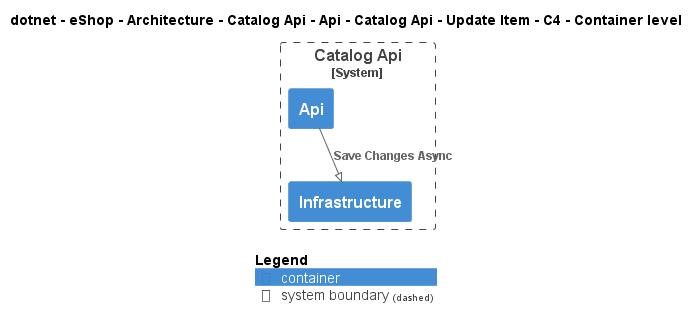 dotnet - eShop - Architecture - Catalog Api - Api - Catalog Api - Update Item - C4 - Container level
Catalog Api
[System]
Api
Save Changes Async
Infrastructure
Legend
container
system boundary (dashed)